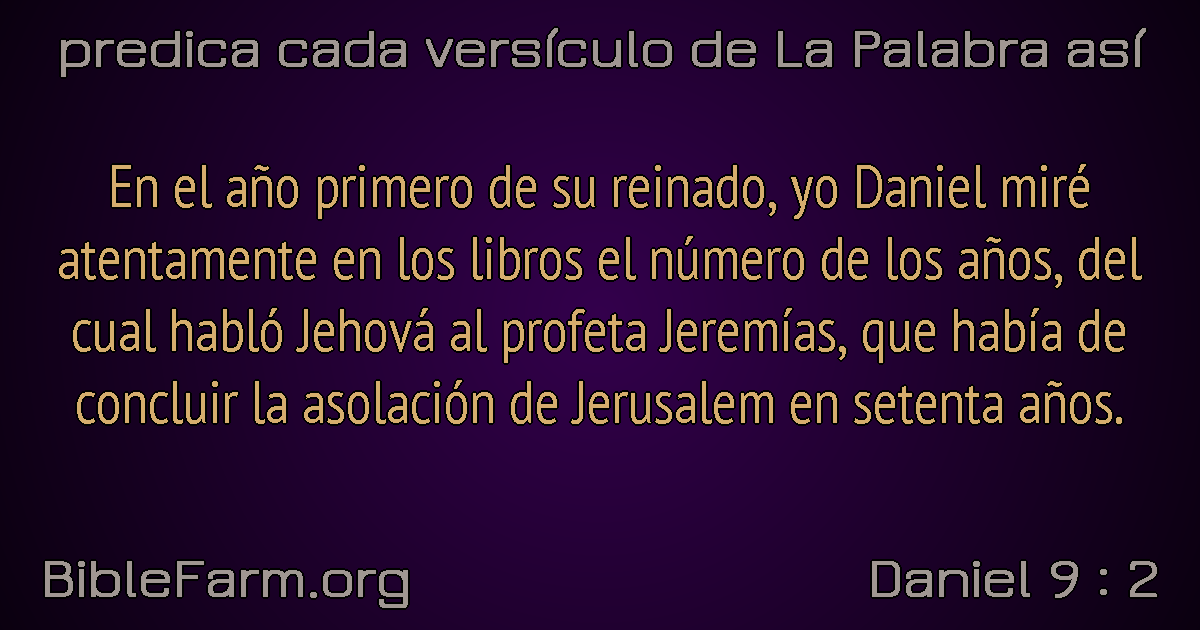 predica cada versículo de La Palabra así
En el año primero de su reinado, yo Daniel miré
atentamente en los libros el número de los años, del
cual habló Jehová al profeta Jeremías, que había de
concluir la asolación de Jerusalem en setenta años.
BibleFarm.org
Daniel 9 : 2